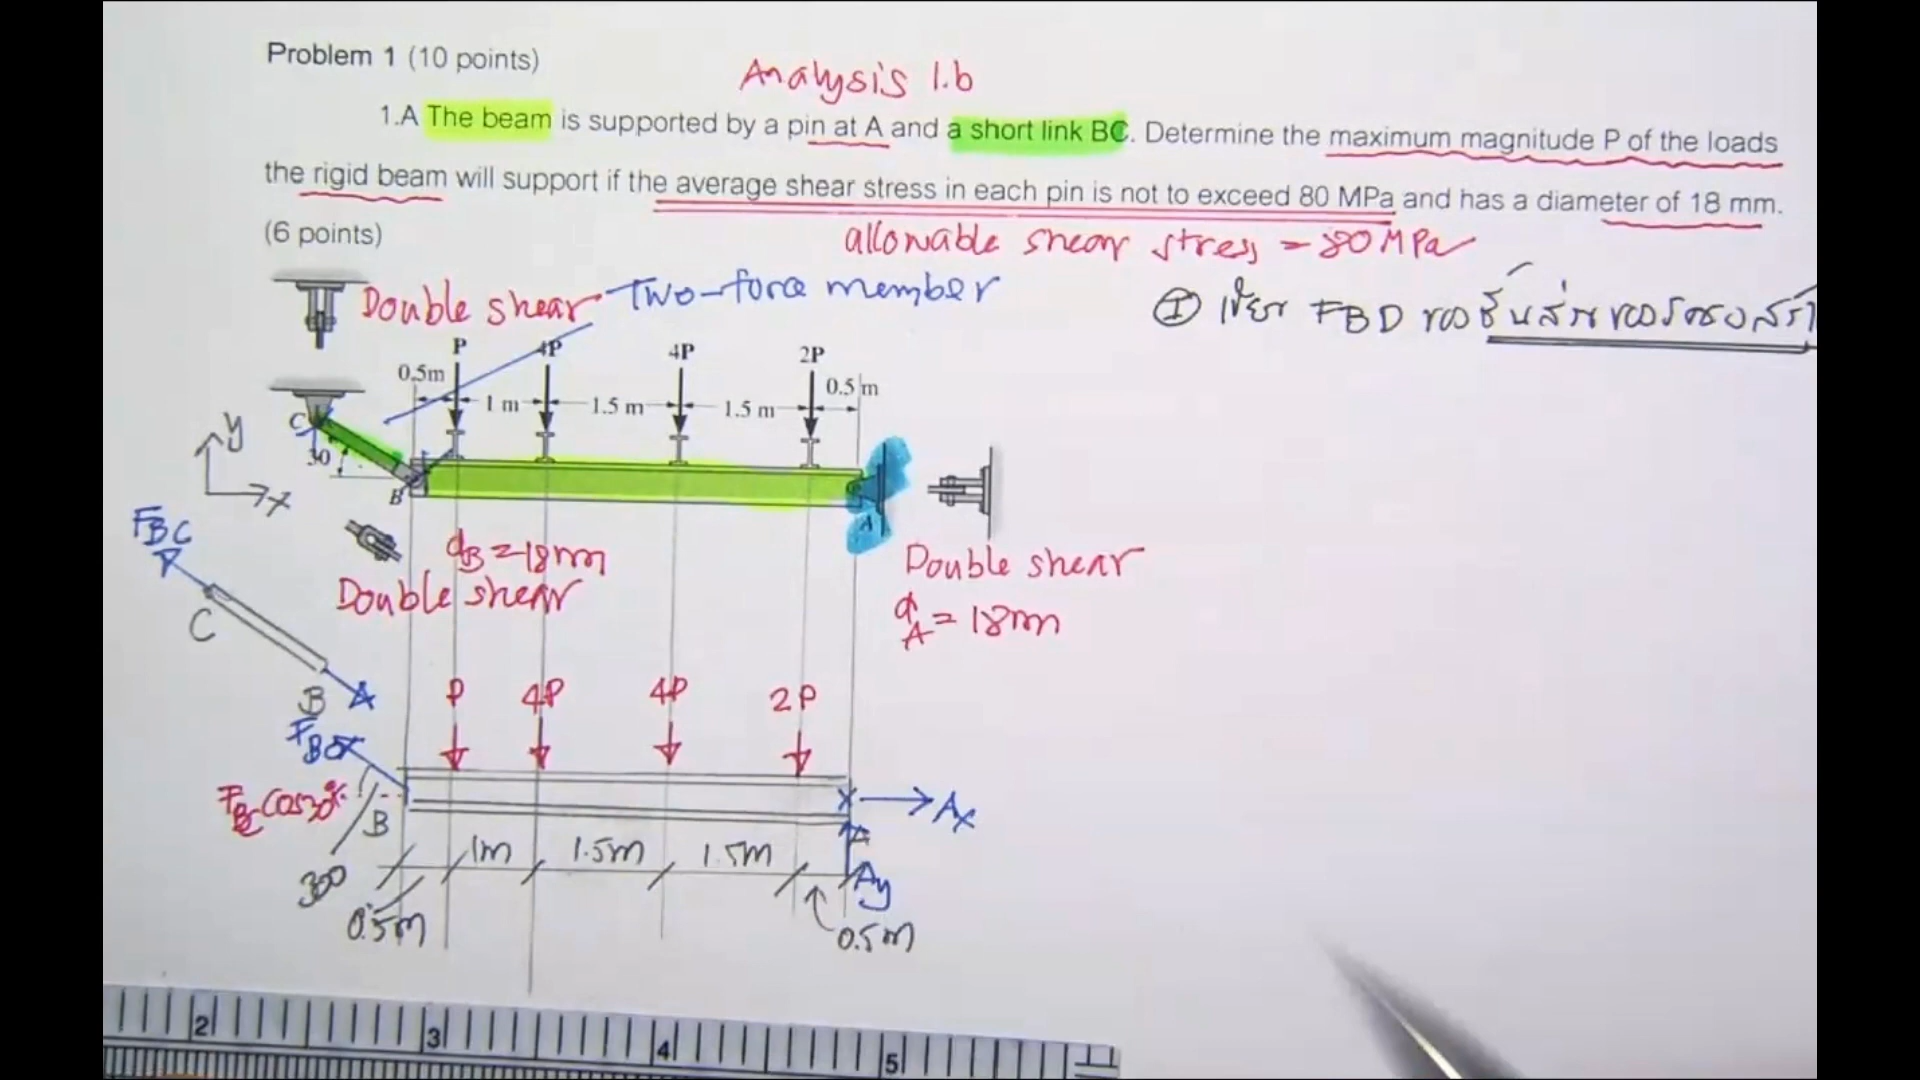 Problem 1 (10 points)
Analysis 1.b
1.A The beam is supported by a pin at A and a short link BC. Determine the maximum magnitude P of the loads
the rigid beam will support if the average shear stress in each pin is not to exceed 80 MPa and has a diameter of 18 mm.
(6 points)
allowable shear stress = 80 MPa
Double shear
Two-force member
① เขียน FBD ของชิ้นส่วนของโครงสร้า
P 4P 4P 2P
0.5m 1 m 1.5 m 1.5 m 0.5 m
C
30
B
A
y
x
FBC
dB = 18mm
Double shear
Double shear
dA = 18mm
C
B
P 4P 4P 2P
FBC
FBC cos30°
B
Ax
30°
1m 1.5m 1.5m
Ay
0.5m
0.5m
2 3 4 5